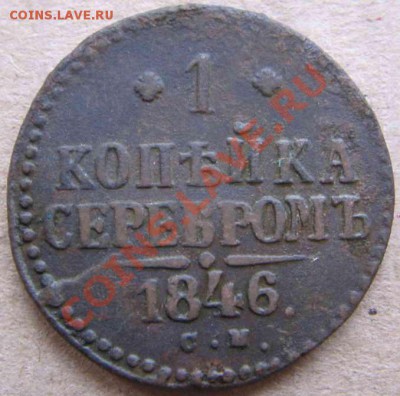 COINS.LAVE.RU
1
КОПѢЙКА
СЕРЕБРОМЪ
1846.
С.М.
COINS.LAVE.RU